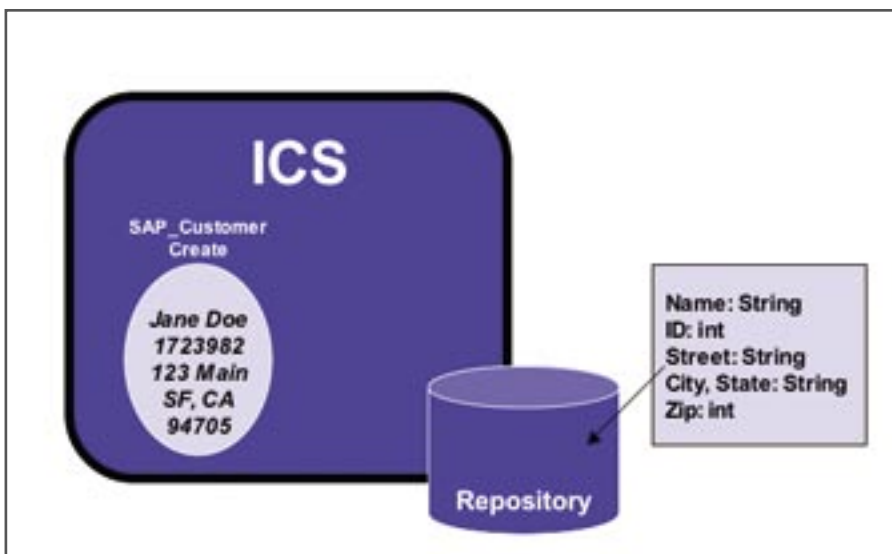 ICS
SAP_Customer
Create
Jane Doe
1723982
123 Main
SF, CA
94705
Name: String
ID: int
Street: String
City, State: String
Zip: int
Repository